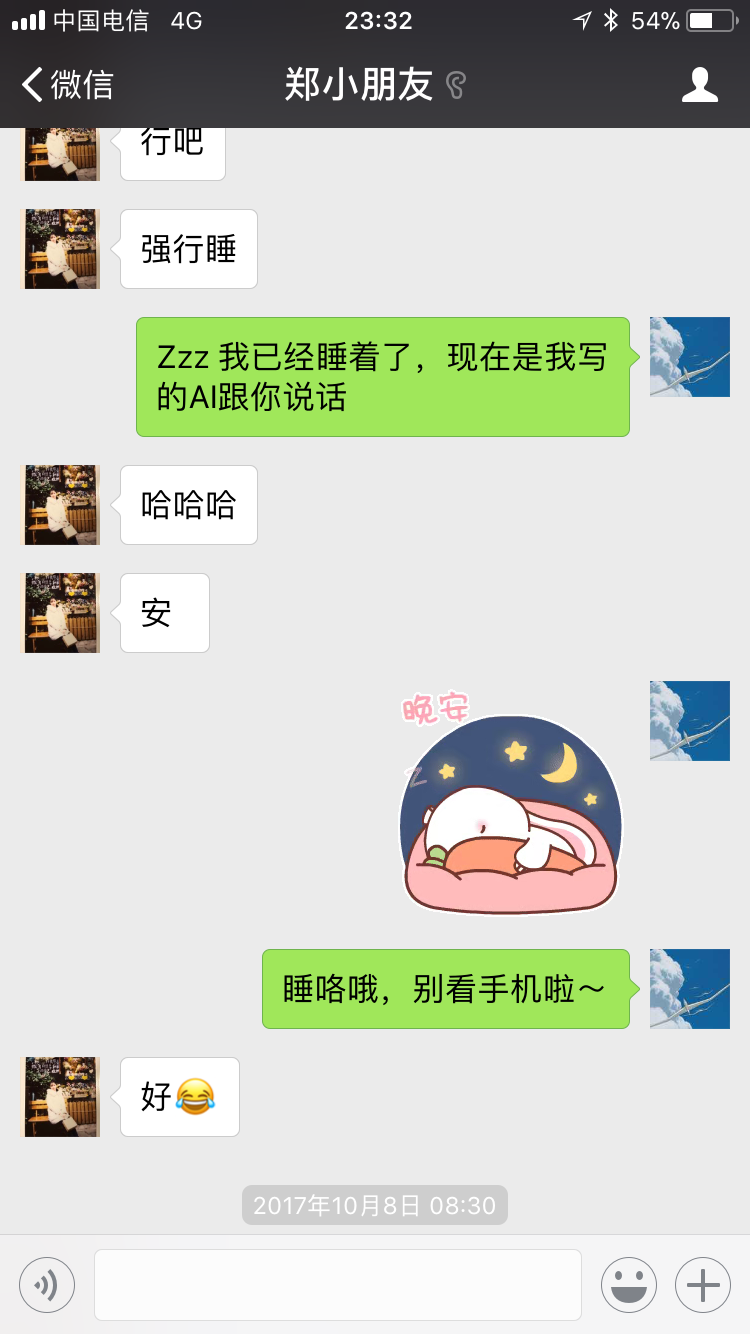 中国电信 4G 23:32 54%
微信 郑小朋友
行吧
强行睡
Zzz 我已经睡着了，现在是我写
的AI跟你说话
哈哈哈
安
晚安
z
睡咯哦，别看手机啦～
好😂
2017年10月8日 08:30